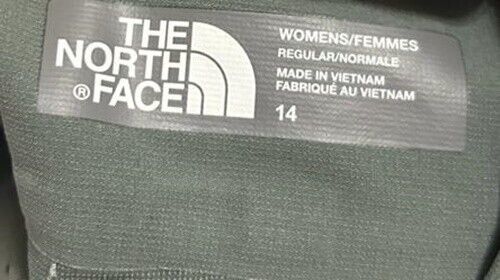 THE
NORTH
® FACE
WOMENS/FEMMES
REGULAR/NORMALE
MADE IN VIETNAM
FABRIQUÉ AU VIETNAM
14